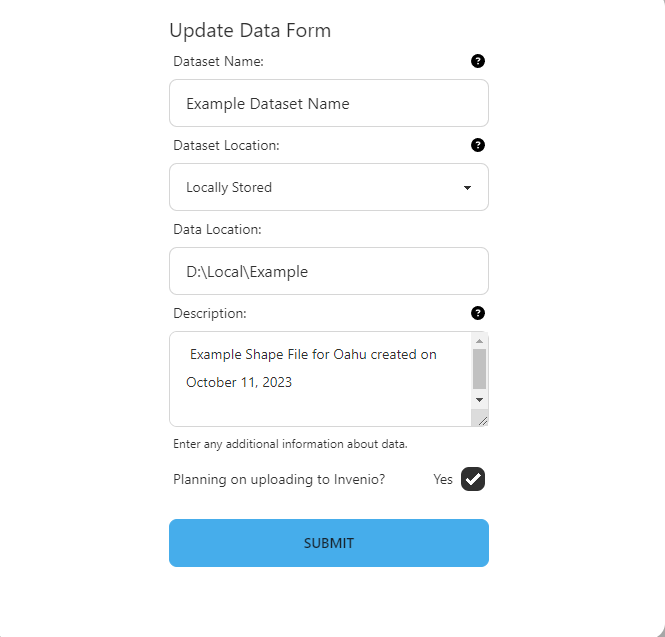 Update Data Form
Dataset Name:
Example Dataset Name
Dataset Location:
Locally Stored
Data Location:
D:\Local\Example
Description:
Example Shape File for Oahu created on
October 11, 2023
Enter any additional information about data.
Planning on uploading to Invenio? Yes
SUBMIT